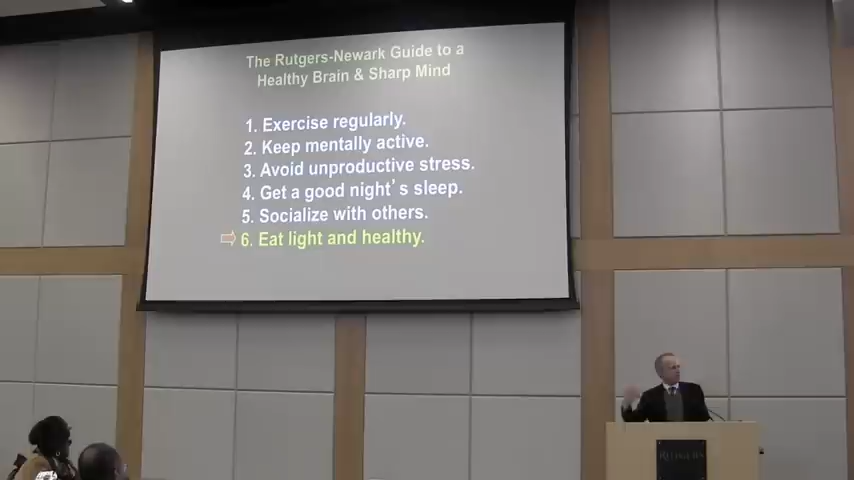 The Rutgers-Newark Guide to a
Healthy Brain & Sharp Mind
1. Exercise regularly.
2. Keep mentally active.
3. Avoid unproductive stress.
4. Get a good night's sleep.
5. Socialize with others.
6. Eat light and healthy.
RUTGERS